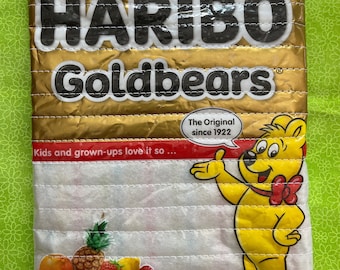 HARIBO
Goldbears®
The Original
since 1922
Kids and grown-ups love it so ...